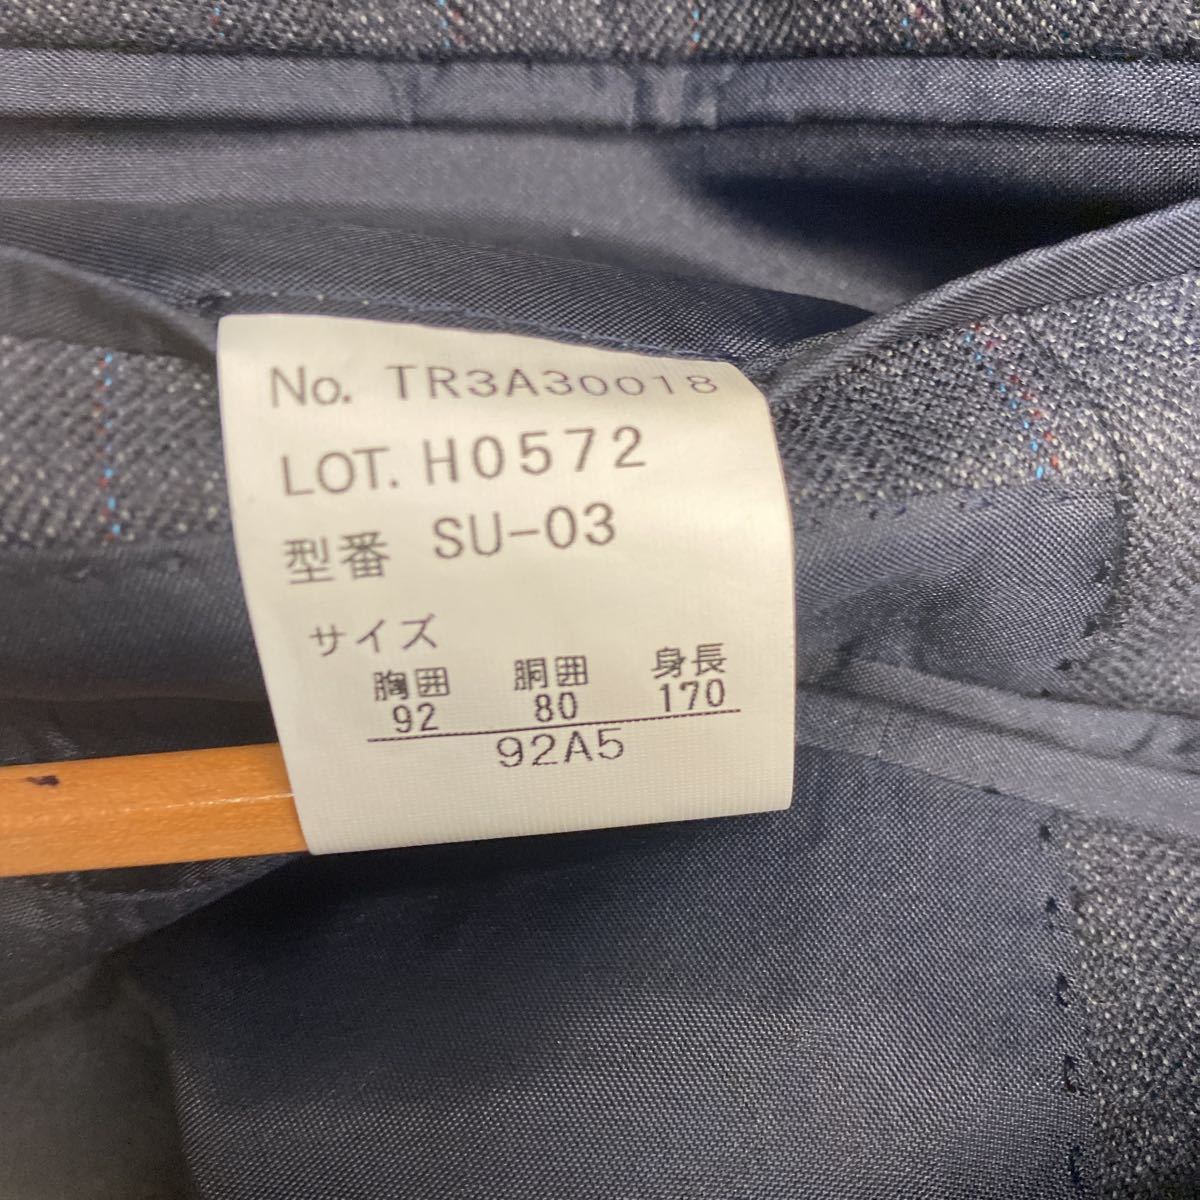 No. TR3A30018
LOT. H0572
型番 SU-03
サイズ
胸囲 胴囲 身長
92 80 170
92A5